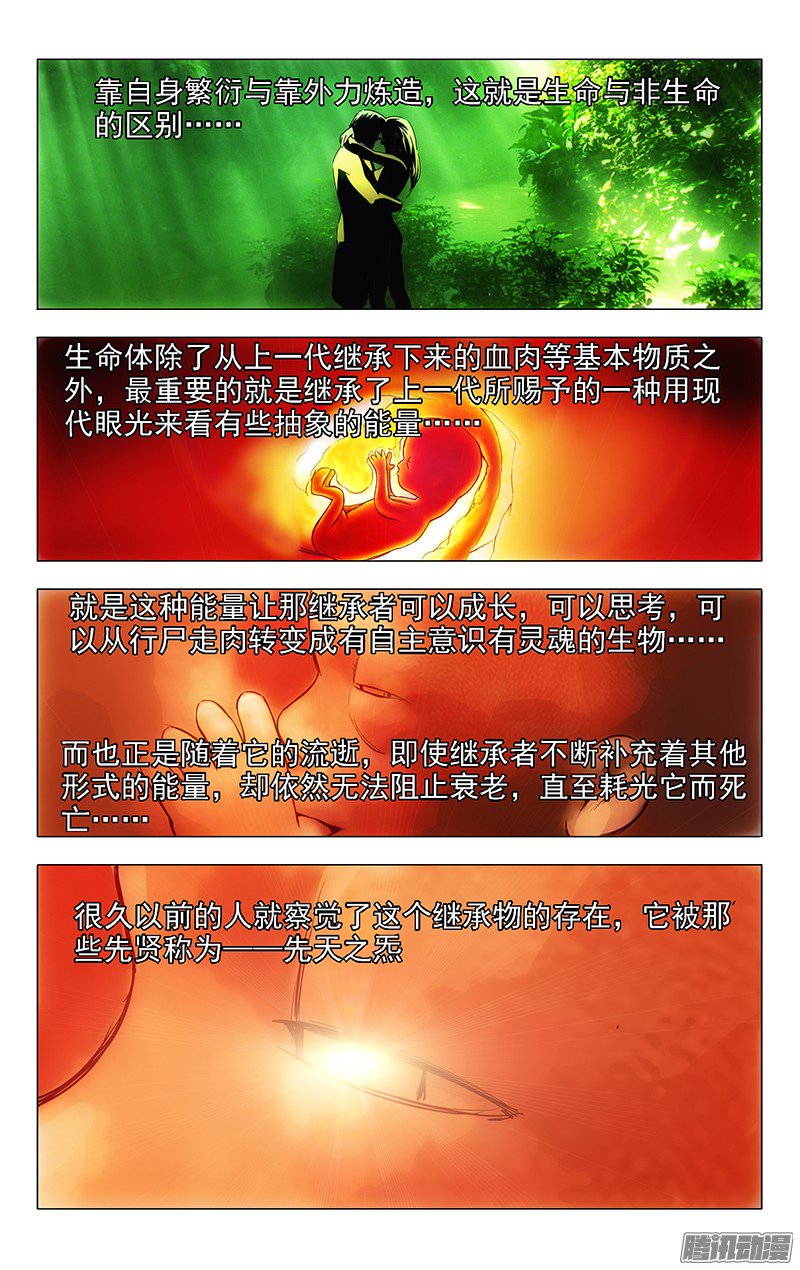 靠自身繁衍与靠外力炼造，这就是生命与非生命
的区别……
生命体除了从上一代继承下来的血肉等基本物质之
外，最重要的就是继承了上一代所赐予的一种用现
代眼光来看有些抽象的能量……
就是这种能量让那继承者可以成长，可以思考，可
以从行尸走肉转变成有自主意识有灵魂的生物……
而也正是随着它的流逝，即使继承者不断补充着其他
形式的能量，却依然无法阻止衰老，直至耗光它而死
亡……
很久以前的人就察觉了这个继承物的存在，它被那
些先贤称为——先天之炁
腾讯动漫